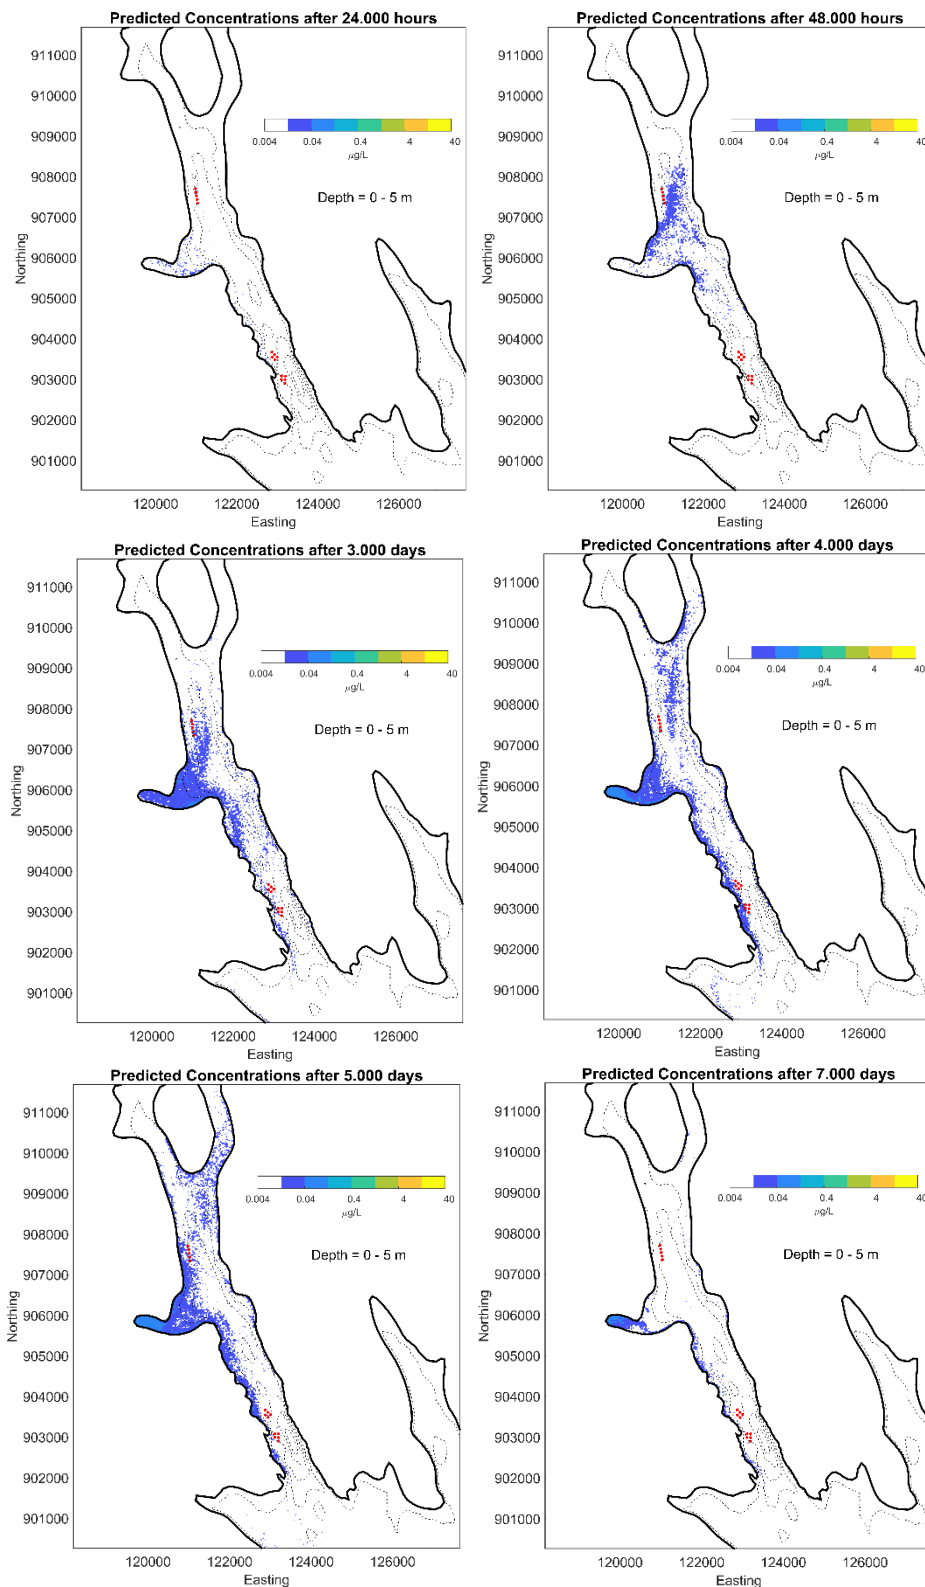 Predicted Concentrations after 24.000 hours
911000
910000
909000
908000
907000
906000
905000
904000
903000
902000
901000
Northing
0.004 0.04 0.4 4 40
µg/L
Depth = 0 - 5 m
120000 122000 124000 126000
Easting
Predicted Concentrations after 48.000 hours
911000
910000
909000
908000
907000
906000
905000
904000
903000
902000
901000
Northing
0.004 0.04 0.4 4 40
µg/L
Depth = 0 - 5 m
120000 122000 124000 126000
Easting
Predicted Concentrations after 3.000 days
911000
910000
909000
908000
907000
906000
905000
904000
903000
902000
901000
Northing
0.004 0.04 0.4 4 40
µg/L
Depth = 0 - 5 m
120000 122000 124000 126000
Easting
Predicted Concentrations after 4.000 days
911000
910000
909000
908000
907000
906000
905000
904000
903000
902000
901000
Northing
0.004 0.04 0.4 4 40
µg/L
Depth = 0 - 5 m
120000 122000 124000 126000
Easting
Predicted Concentrations after 5.000 days
911000
910000
909000
908000
907000
906000
905000
904000
903000
902000
901000
Northing
0.004 0.04 0.4 4 40
µg/L
Depth = 0 - 5 m
120000 122000 124000 126000
Easting
Predicted Concentrations after 7.000 days
911000
910000
909000
908000
907000
906000
905000
904000
903000
902000
901000
Northing
0.004 0.04 0.4 4 40
µg/L
Depth = 0 - 5 m
120000 122000 124000 126000
Easting